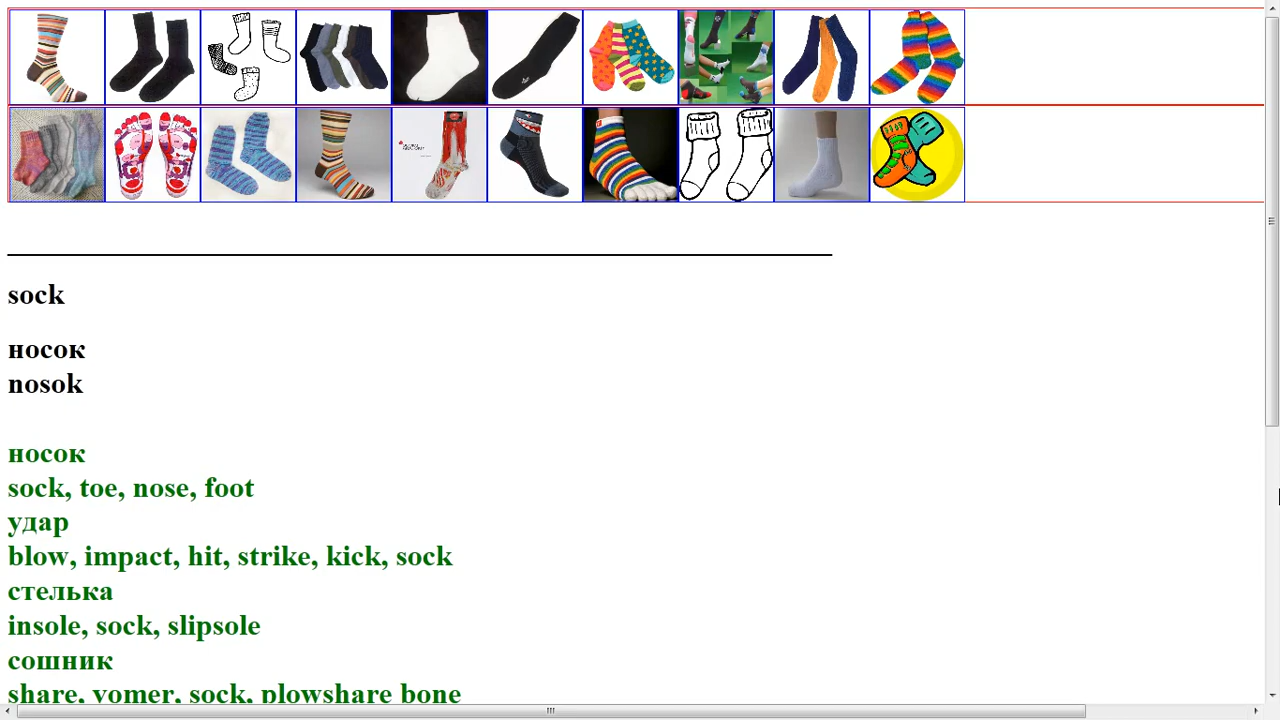 sock
носок
nosok
носок
sock, toe, nose, foot
удар
blow, impact, hit, strike, kick, sock
стелька
insole, sock, slipsole
сошник
share, vomer, sock, plowshare bone